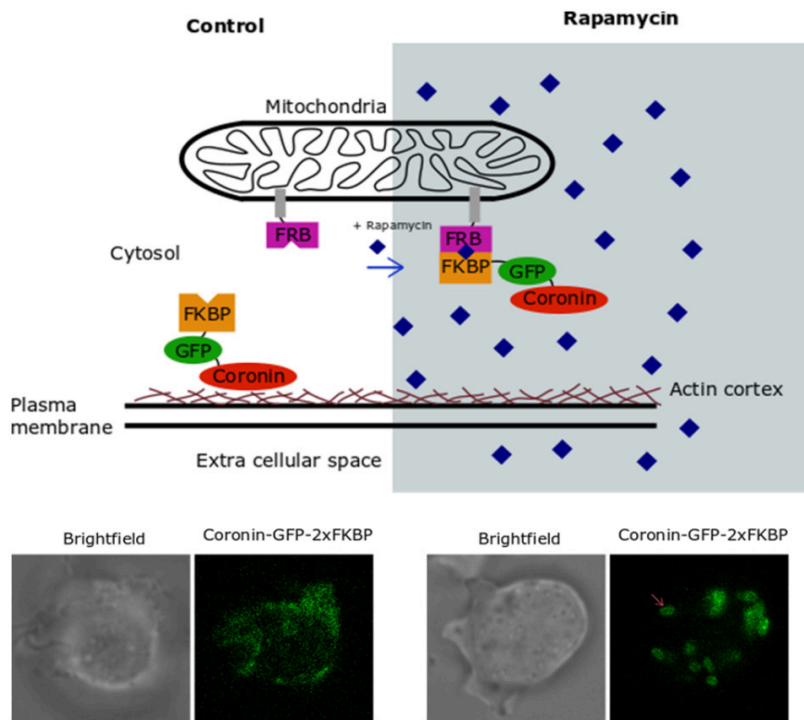 Control
Rapamycin
Mitochondria
+ Rapamycin
FRB
FRB
Cytosol
FKBP
GFP
Coronin
FKBP
GFP
Coronin
Actin cortex
Plasma
membrane
Extra cellular space
Brightfield
Coronin-GFP-2xFKBP
Brightfield
Coronin-GFP-2xFKBP